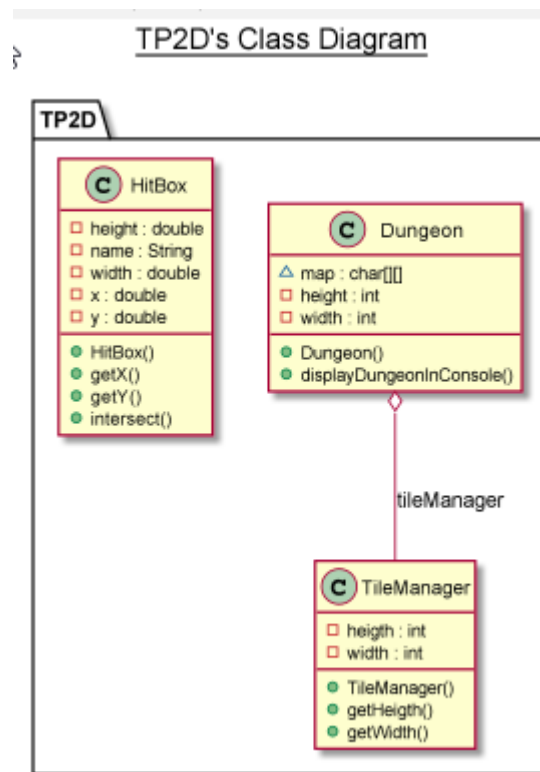 TP2D's Class Diagram
TP2D
C HitBox
height : double
name : String
width : double
x : double
y : double
HitBox()
getX()
getY()
intersect()
C Dungeon
map : char[][]
height : int
width : int
Dungeon()
displayDungeonInConsole()
tileManager
C TileManager
heigth : int
width : int
TileManager()
getHeigth()
getWidth()